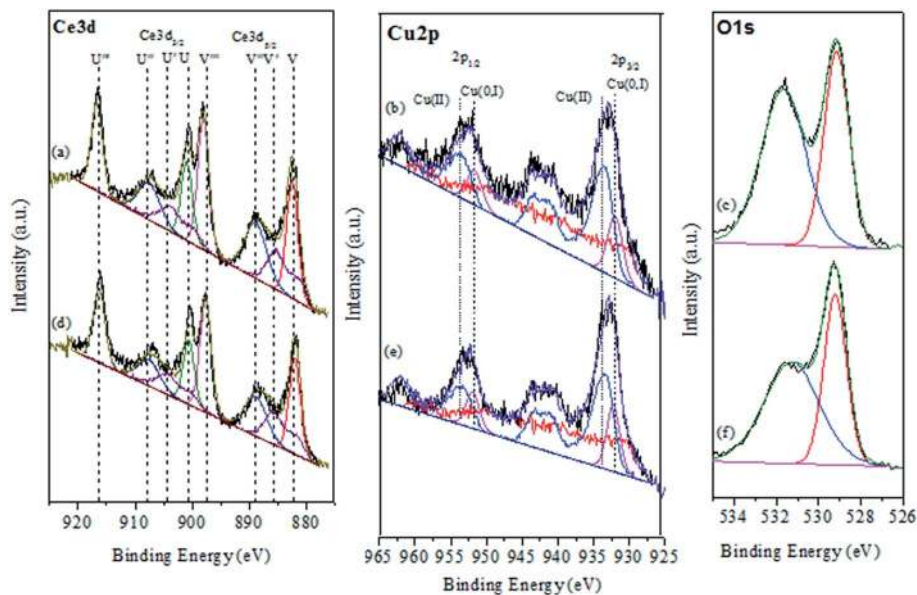 Ce3d
Ce3d3/2 Ce3d5/2
U''' U'' U' U V''' V'' V' V
(a)
(d)
Intensity (a.u.)
920 910 900 890 880
Binding Energy (eV)
Cu2p
2p1/2 2p3/2
Cu(II) Cu(0,I) Cu(II) Cu(0,I)
(b)
(e)
Intensity (a.u.)
965 960 955 950 945 940 935 930 925
Binding Energy (eV)
O1s
(c)
(f)
Intensity (a.u.)
534 532 530 528 526
Binding Energy (eV)